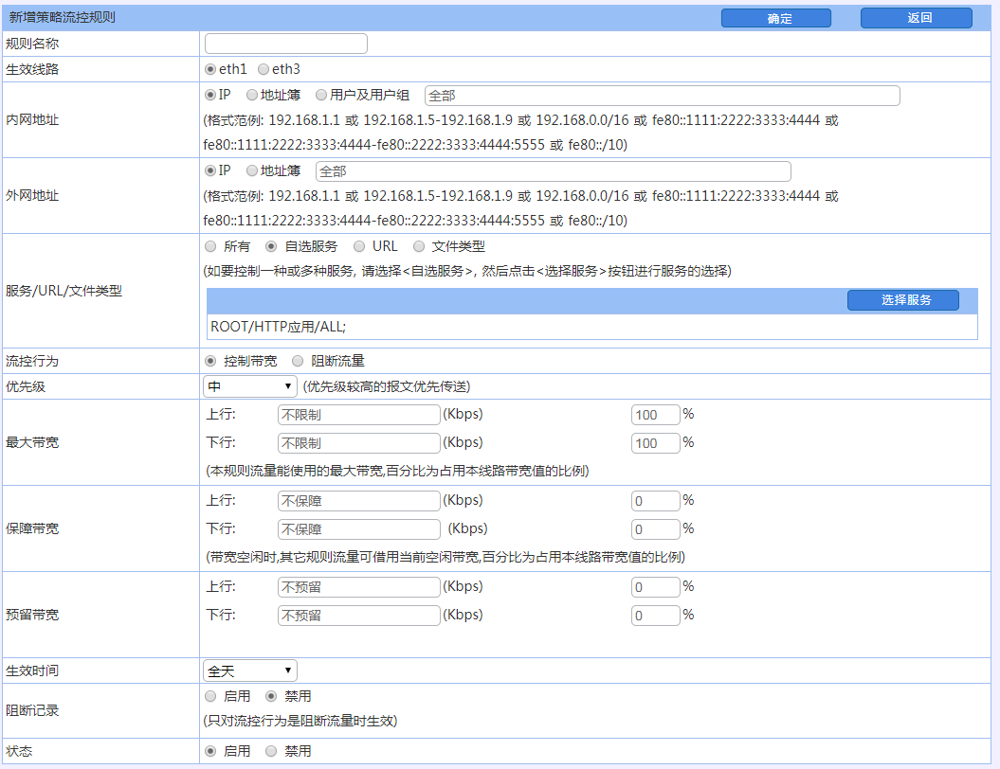 新增策略流控规则 确定 返回
规则名称
生效线路 eth1 eth3
IP 地址簿 用户及用户组 全部
内网地址 (格式范例: 192.168.1.1 或 192.168.1.5-192.168.1.9 或 192.168.0.0/16 或 fe80::1111:2222:3333:4444 或
fe80::1111:2222:3333:4444-fe80::2222:3333:4444:5555 或 fe80::/10)
IP 地址簿 全部
外网地址 (格式范例: 192.168.1.1 或 192.168.1.5-192.168.1.9 或 192.168.0.0/16 或 fe80::1111:2222:3333:4444 或
fe80::1111:2222:3333:4444-fe80::2222:3333:4444:5555 或 fe80::/10)
所有 自选服务 URL 文件类型
(如要控制一种或多种服务, 请选择<自选服务>, 然后点击<选择服务>按钮进行服务的选择)
服务/URL/文件类型
选择服务
ROOT/HTTP应用/ALL;
流控行为 控制带宽 阻断流量
优先级 中 (优先级较高的报文优先传送)
上行: 不限制 (Kbps) 100 %
最大带宽 下行: 不限制 (Kbps) 100 %
(本规则流量能使用的最大带宽,百分比为占用本线路带宽值的比例)
上行: 不保障 (Kbps) 0 %
保障带宽 下行: 不保障 (Kbps) 0 %
(带宽空闲时,其它规则流量可借用当前空闲带宽,百分比为占用本线路带宽值的比例)
上行: 不预留 (Kbps) 0 %
预留带宽 下行: 不预留 (Kbps) 0 %
生效时间 全天
启用 禁用
阻断记录
(只对流控行为是阻断流量时生效)
状态 启用 禁用